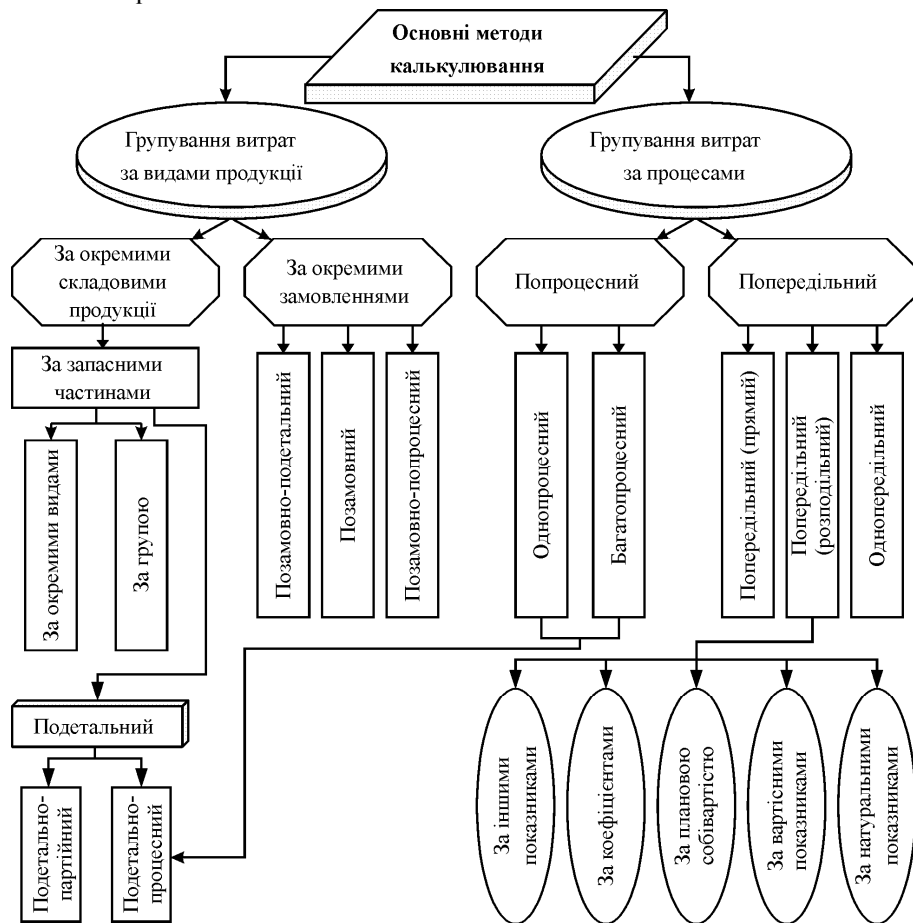 Основні методи
калькулювання
Групування витрат
за видами продукції
Групування витрат
за процесами
За окремими
складовими
продукції
За окремими
замовленнями
Попроцесний
Попередільний
За запасними
частинами
За окремими видами
За групою
Позамовно-подетальний
Позамовний
Позамовно-попроцесний
Однопроцесний
Багатопроцесний
Попередільний (прямий)
Попередільний
(розподільний)
Однопередільний
Подетальний
Подетально-
партійний
Подетально-
процесний
За іншими
показниками
За коефіцієнтами
За плановою
собівартістю
За вартісними
показниками
За натуральними
показниками